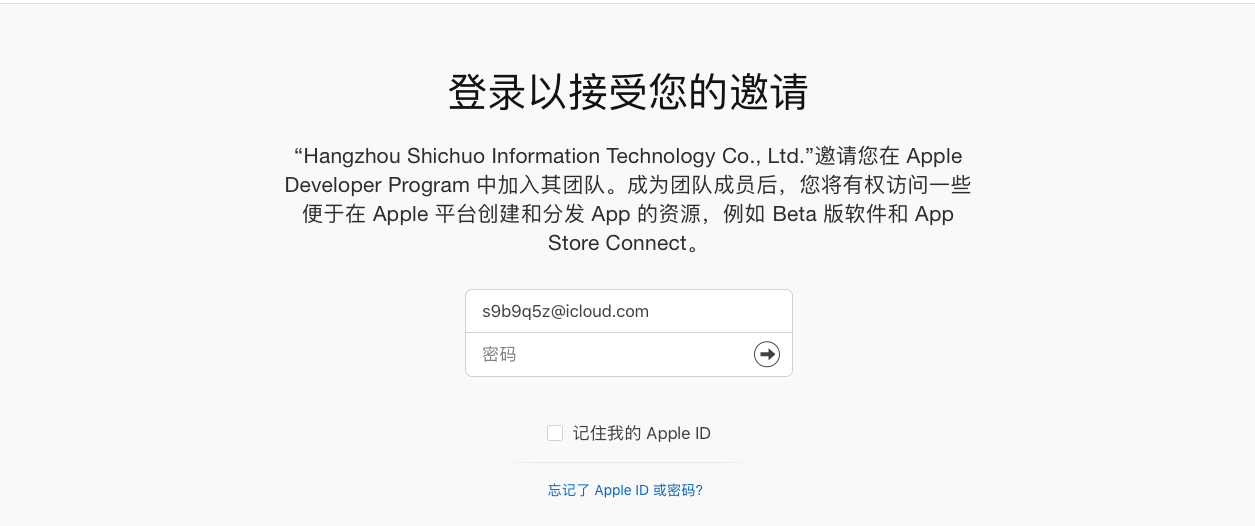 登录以接受您的邀请
“Hangzhou Shichuo Information Technology Co., Ltd.”邀请您在 Apple
Developer Program 中加入其团队。成为团队成员后，您将有权访问一些
便于在 Apple 平台创建和分发 App 的资源，例如 Beta 版软件和 App
Store Connect。
s9b9q5z@icloud.com
密码
记住我的 Apple ID
忘记了 Apple ID 或密码?